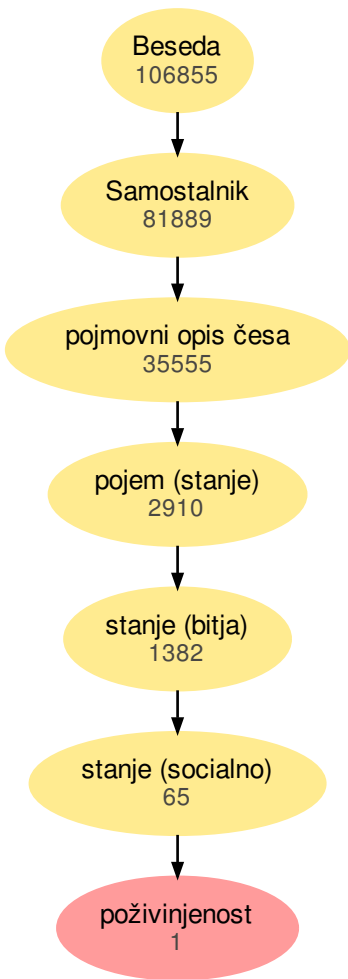 Beseda
106855
Samostalnik
81889
pojmovni opis česa
35555
pojem (stanje)
2910
stanje (bitja)
1382
stanje (socialno)
65
poživinjenost
1